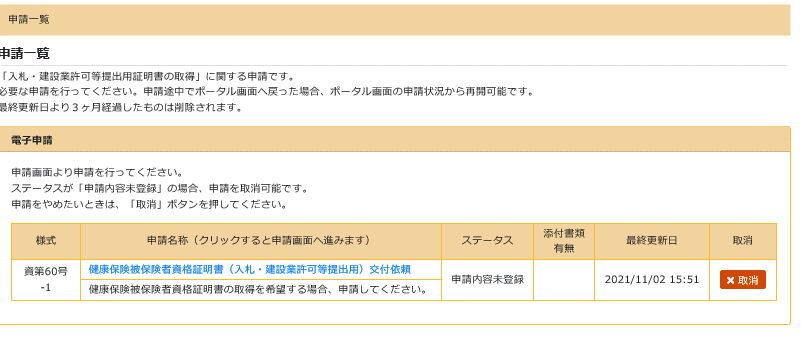 申請一覧
申請一覧
「入札・建設業許可等提出用証明書の取得」に関する申請です。
必要な申請を行ってください。申請途中でポータル画面へ戻った場合、ポータル画面の申請状況から再開可能です。
最終更新日より３ヶ月経過したものは削除されます。
電子申請
申請画面より申請を行ってください。
ステータスが「申請内容未登録」の場合、申請を取消可能です。
申請をやめたいときは、「取消」ボタンを押してください。
様式
申請名称（クリックすると申請画面へ進みます）
ステータス
添付書類
有無
最終更新日
取消
資第60号
-1
健康保険被保険者資格証明書（入札・建設業許可等提出用）交付依頼
健康保険被保険者資格証明書の取得を希望する場合、申請してください。
申請内容未登録
2021/11/02 15:51
✖ 取消